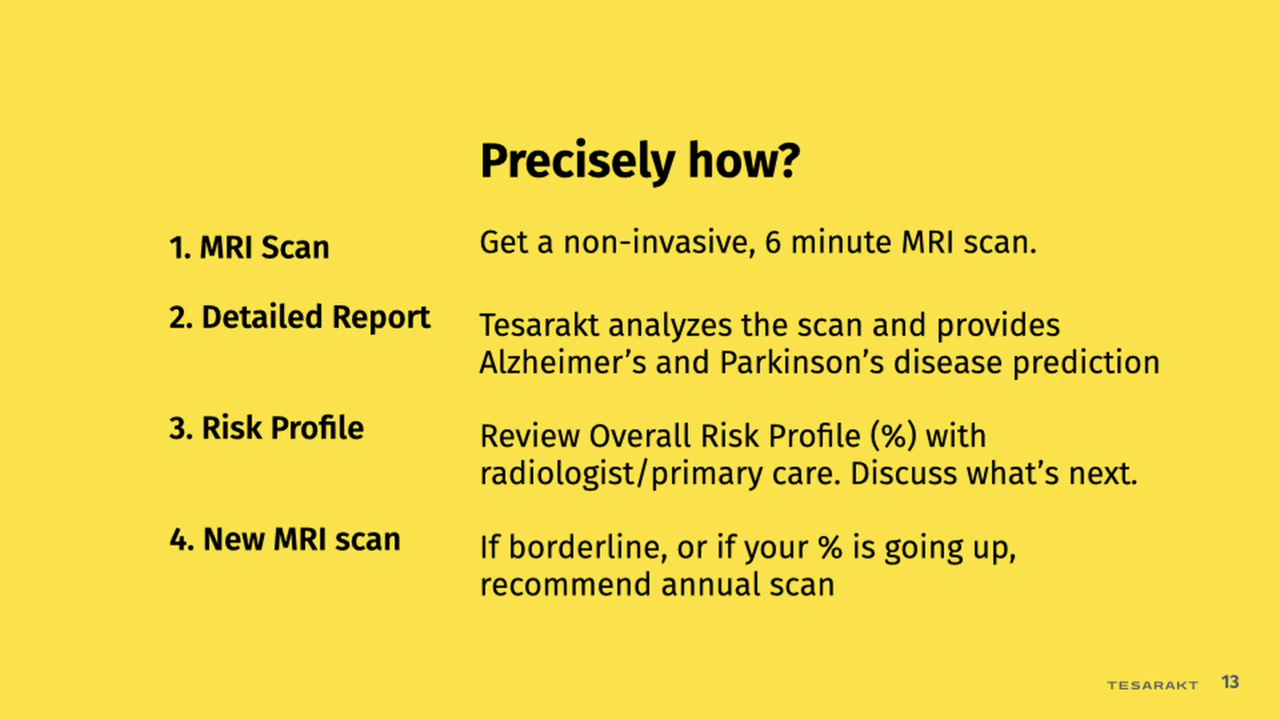 Precisely how?
1. MRI Scan
Get a non-invasive, 6 minute MRI scan.
2. Detailed Report
Tesarakt analyzes the scan and provides
Alzheimer’s and Parkinson’s disease prediction
3. Risk Profile
Review Overall Risk Profile (%) with
radiologist/primary care. Discuss what’s next.
4. New MRI scan
If borderline, or if your % is going up,
recommend annual scan
TESARAKT 13